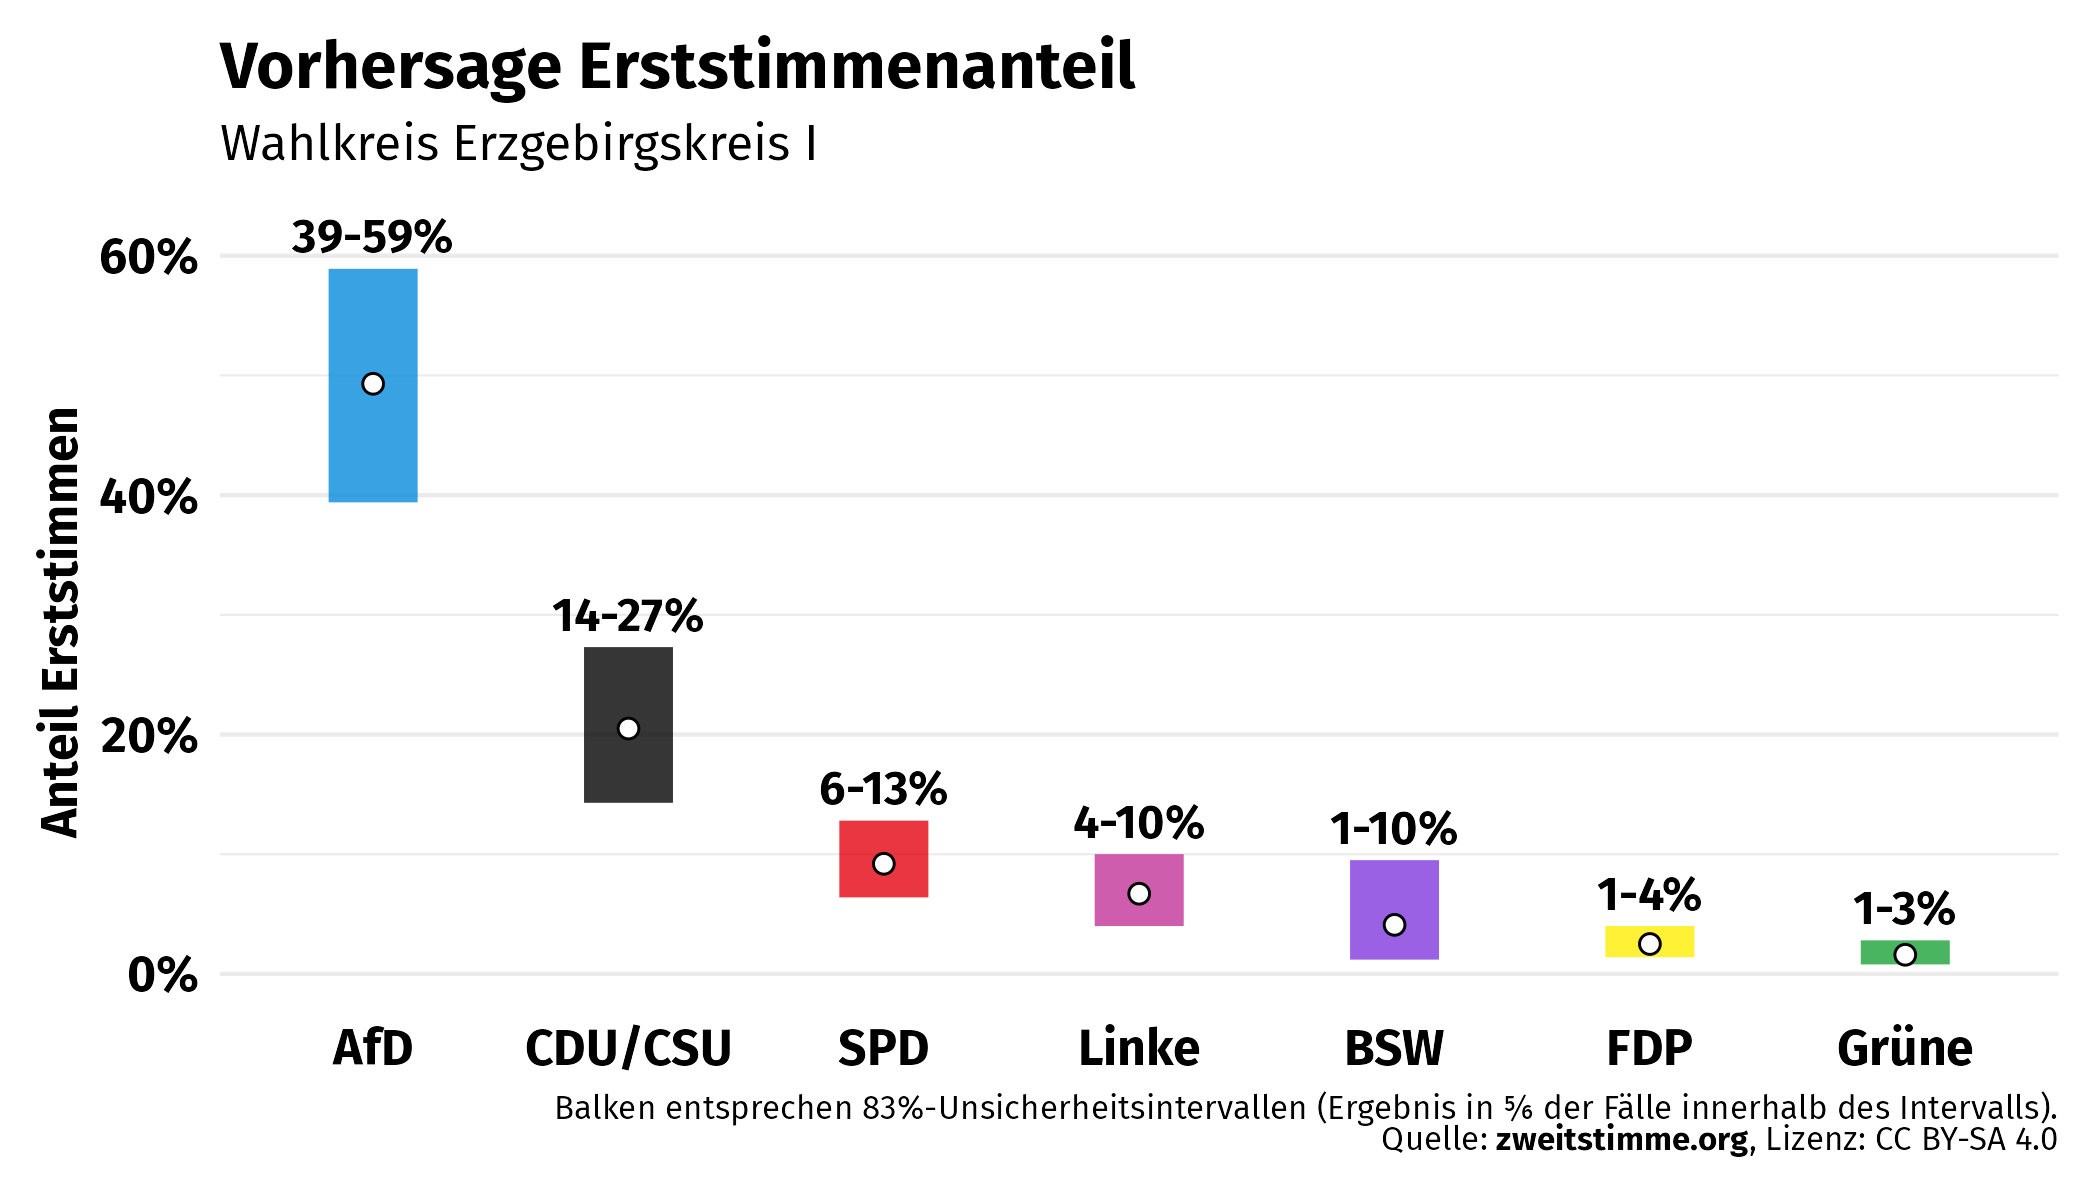 Vorhersage Erststimmenanteil
Wahlkreis Erzgebirgskreis I
Anteil Erststimmen
60%
40%
20%
0%
39-59%
14-27%
6-13%
4-10%
1-10%
1-4%
1-3%
AfD
CDU/CSU
SPD
Linke
BSW
FDP
Grüne
Balken entsprechen 83%-Unsicherheitsintervallen (Ergebnis in ⅚ der Fälle innerhalb des Intervalls).
Quelle: zweitstimme.org, Lizenz: CC BY-SA 4.0